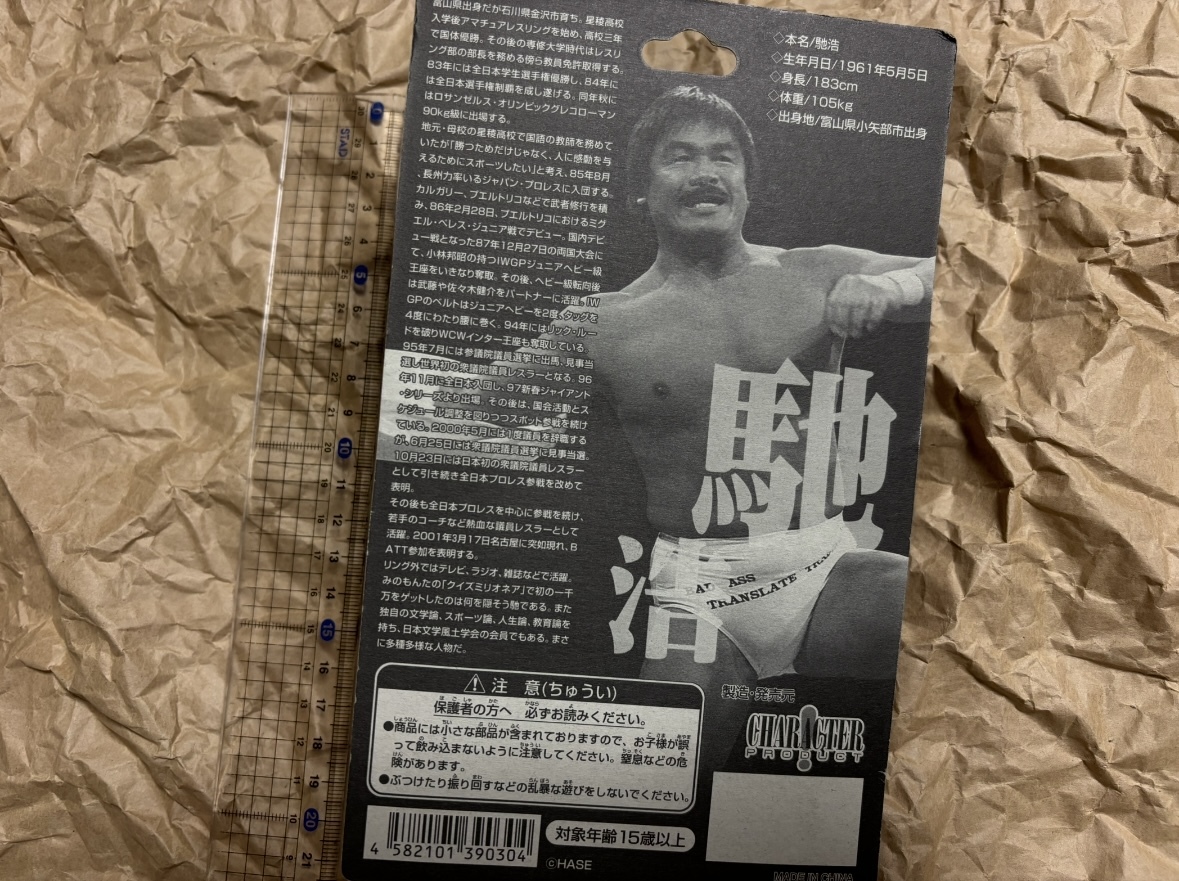 富山県出身だが石川県金沢市育ち。星稜高校
入学後アマチュアレスリングを始め、高校三年
で国体優勝。その後の専修大学時代はレスリ
ング部の部長を務める傍ら教員免許取得する。
83年には全日本学生選手権優勝し、84年に
は全日本選手権制覇を成し遂げる。同年秋に
はロサンゼルス・オリンピックグレコローマン
90kg級に出場する。
地元・母校の星稜高校で国語の教師を務めて
いたが「勝つためだけじゃなく、人に感動を与
えるためにスポーツしたい」と考え、85年8月
、長州力率いるジャパン・プロレスに入団する。
カルガリー、プエルトリコなどで武者修行を積
み、86年2月28日、プエルトリコにおけるミグ
エル・ペレス・ジュニア戦でデビュー。国内デビ
ュー戦となった87年12月27日の両国大会に
て、小林邦昭の持つIWGPジュニアヘビー級
王座をいきなり奪取。その後、ヘビー級転向後
は武藤や佐々木健介をパートナーに活躍。IW
GPのベルトはジュニアヘビーを2度、タッグを
4度にわたり腰に巻く。94年にはリック・ルー
ドを破りWCWインター王座も奪取している。
95年7月には参議院議員選挙に出馬、見事当
選し世界初の衆議院議員レスラーとなる。96
年11月に全日本入団し、97新春ジャイアント
・シリーズより出場。その後は、国会活動とス
ケジュール調整を図りつつスポット参戦を続け
ている。2000年5月には1度議員を辞職する
が、6月25日には衆議院議員選挙に見事当選。
10月23日には日本初の衆議院議員レスラー
として引き続き全日本プロレス参戦を改めて
表明。
その後も全日本プロレスを中心に参戦を続け、
若手のコーチなど熱血な議員レスラーとして
活躍。2001年3月17日名古屋に突如現れ、B
ATT参加を表明する。
リング外ではテレビ、ラジオ、雑誌などで活躍。
みのもんたの「クイズミリオネア」で初の一千
万をゲットしたのは何を隠そう馳である。また
独自の文学論、スポーツ論、人生論、教育論を
持ち、日本文学風土学会の会員でもある。まさ
に多種多様な人物だ。
◇本名/馳浩
◇生年月日/1961年5月5日
◇身長/183cm
◇体重/105kg
◇出身地/富山県小矢部市出身
馳
浩
BAD ASS
TRANSLATE
⚠注 意(ちゅうい)
保護者の方へ 必ずお読みください。
●商品には小さな部品が含まれておりますので、お子様が誤
って飲み込まないように注意してください。窒息などの危
険があります。
●ぶつけたり振り回すなどの乱暴な遊びをしないでください。
4 582101 390304
対象年齢15歳以上
©HASE
製造・発売元
CHARACTER
PRODUCT
MADE IN CHINA
STAD
1
2
3
4
5
6
7
8
9
10
11
12
13
14
15
16
17
18
19
20
21